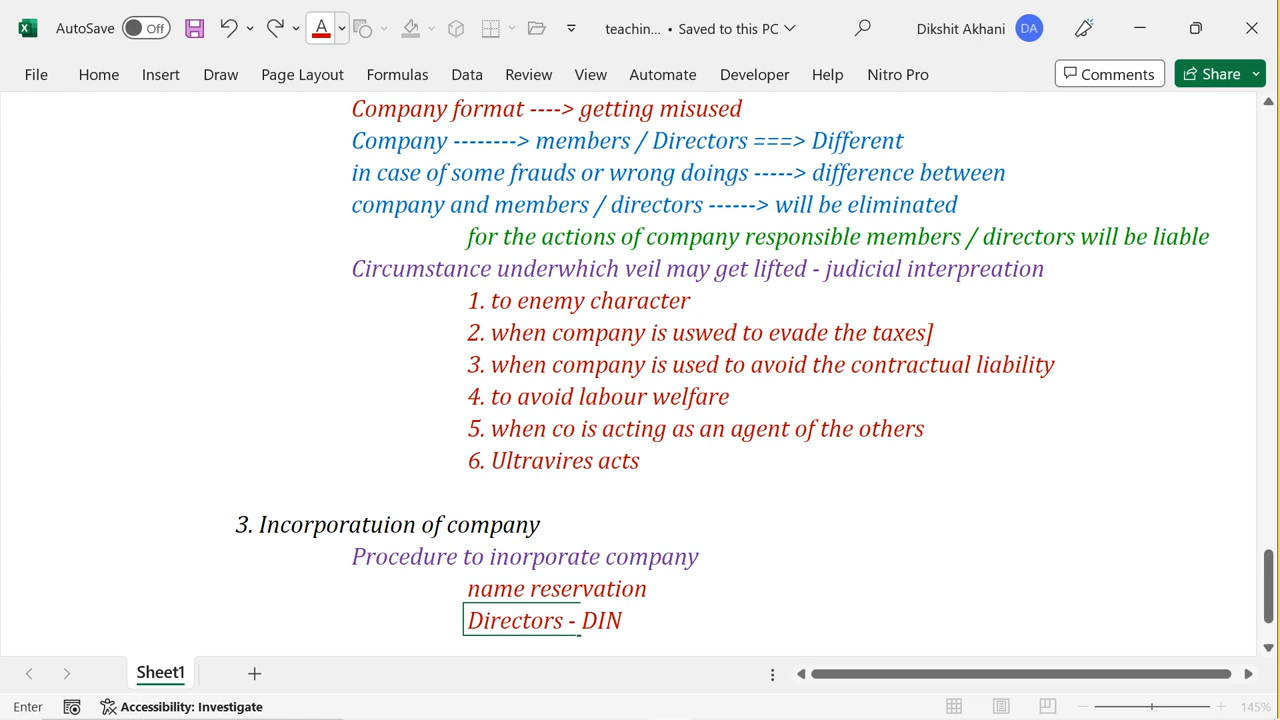 AutoSave Off A teachin... • Saved to this PC Dikshit Akhani DA
File Home Insert Draw Page Layout Formulas Data Review View Automate Developer Help Nitro Pro Comments Share
Company format ----> getting misused
Company --------> members / Directors ===> Different
in case of some frauds or wrong doings -----> difference between
company and members / directors ------> will be eliminated
for the actions of company responsible members / directors will be liable
Circumstance underwhich veil may get lifted - judicial interpreation
1. to enemy character
2. when company is uswed to evade the taxes]
3. when company is used to avoid the contractual liability
4. to avoid labour welfare
5. when co is acting as an agent of the others
6. Ultravires acts
3. Incorporatuion of company
Procedure to inorporate company
name reservation
Directors - DIN
Sheet1
Enter Accessibility: Investigate 145%